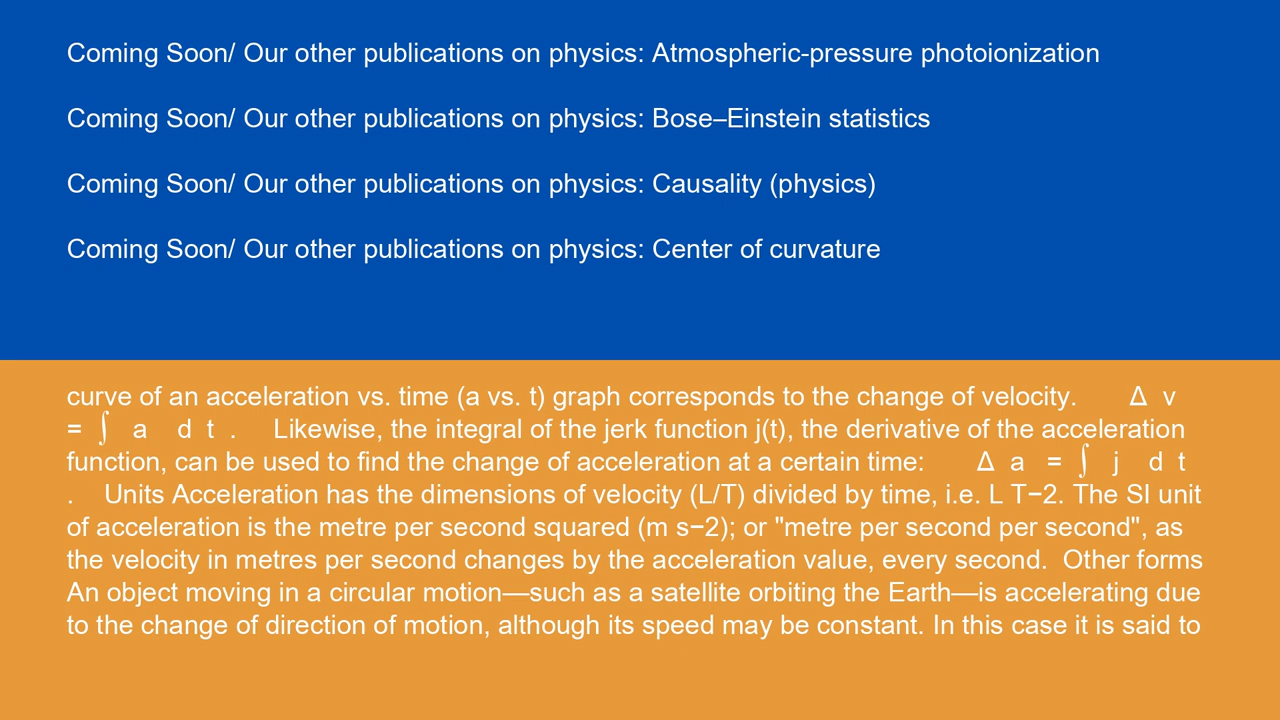 Coming Soon/ Our other publications on physics: Atmospheric-pressure photoionization
Coming Soon/ Our other publications on physics: Bose–Einstein statistics
Coming Soon/ Our other publications on physics: Causality (physics)
Coming Soon/ Our other publications on physics: Center of curvature
curve of an acceleration vs. time (a vs. t) graph corresponds to the change of velocity. Δ v
= ∫ a d t . Likewise, the integral of the jerk function j(t), the derivative of the acceleration
function, can be used to find the change of acceleration at a certain time: Δ a = ∫ j d t
. Units Acceleration has the dimensions of velocity (L/T) divided by time, i.e. L T−2. The SI unit
of acceleration is the metre per second squared (m s−2); or "metre per second per second", as
the velocity in metres per second changes by the acceleration value, every second. Other forms
An object moving in a circular motion—such as a satellite orbiting the Earth—is accelerating due
to the change of direction of motion, although its speed may be constant. In this case it is said to